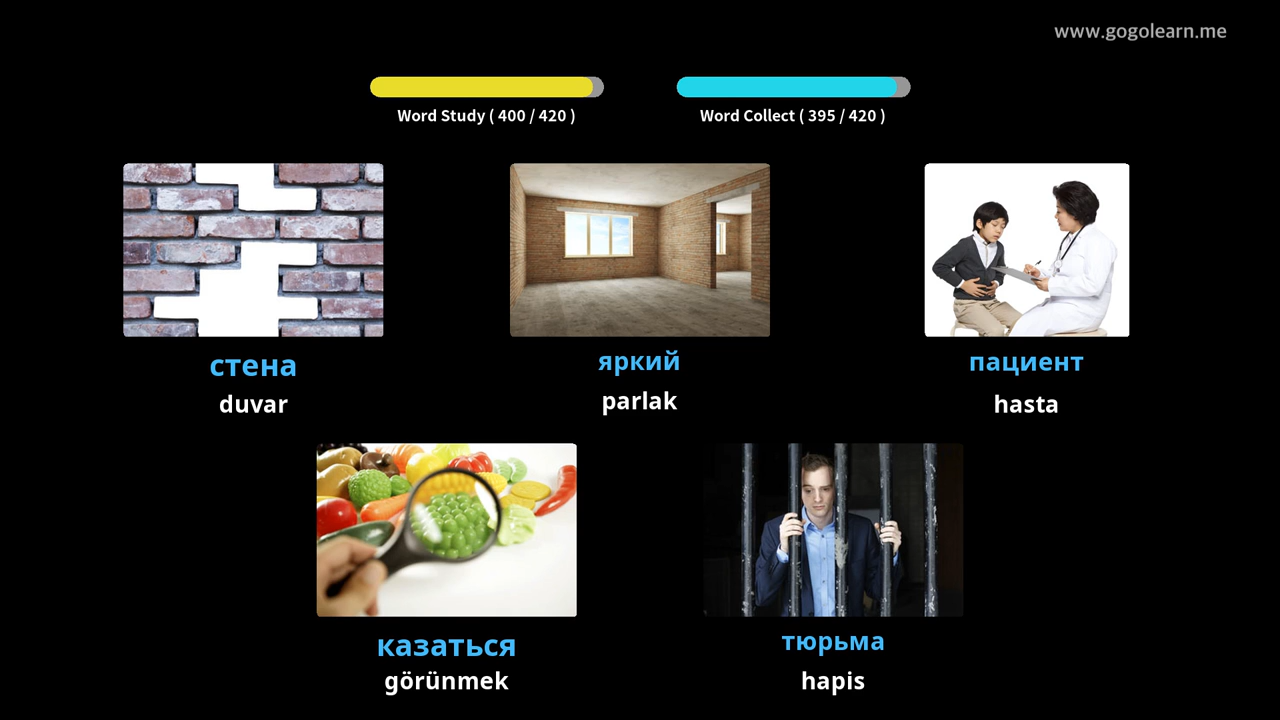 www.gogolearn.me
Word Study ( 400 / 420 )
Word Collect ( 395 / 420 )
стена
duvar
яркий
parlak
пациент
hasta
казаться
görünmek
тюрьма
hapis